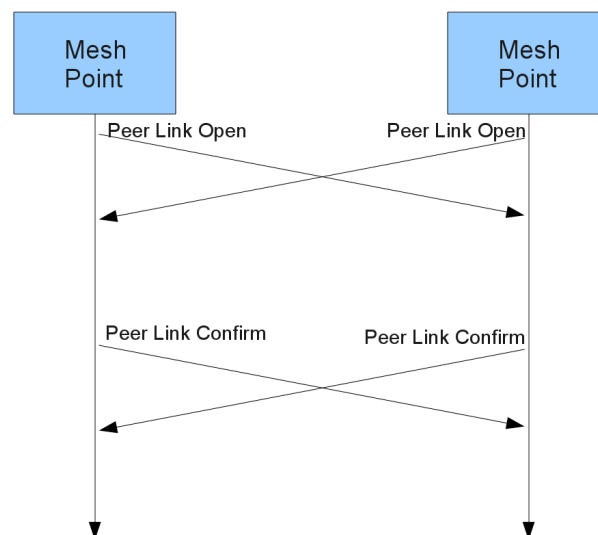 Mesh
Point
Mesh
Point
Peer Link Open
Peer Link Open
Peer Link Confirm
Peer Link Confirm